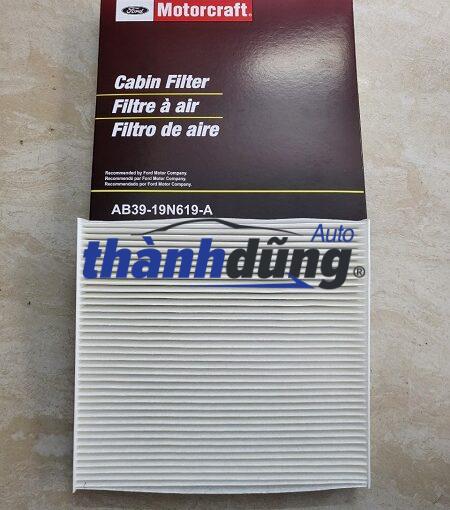 Ford
Motorcraft®
Cabin Filter
Filtre à air
Filtro de aire
Recommended by Ford Motor Company.
Recommandé par Ford Motor Company.
Recomendado por Ford Motor Company.
AB39-19N619-A
Auto
thànhdũng®